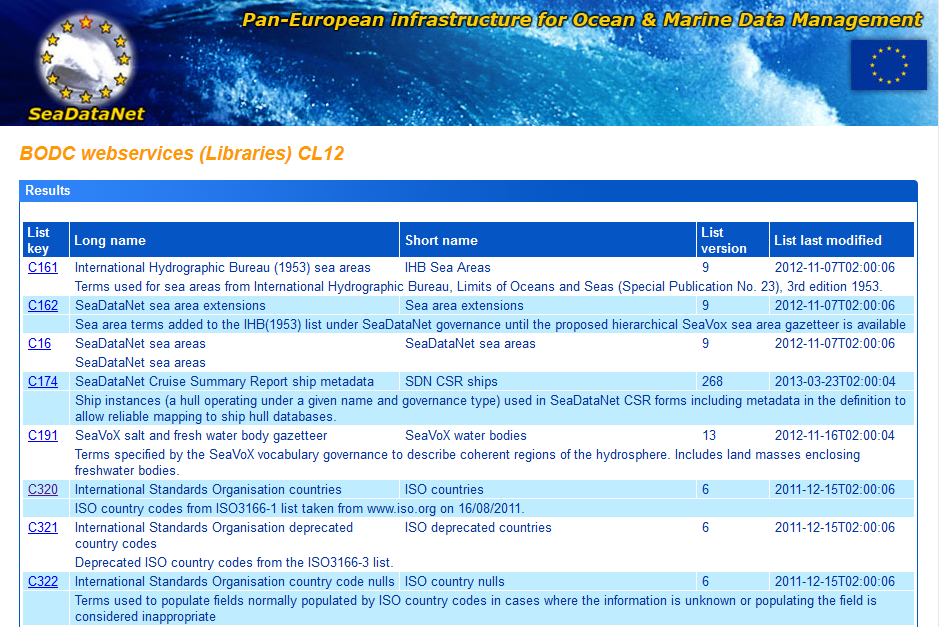 Pan-European infrastructure for Ocean & Marine Data Management
SeaDataNet
BODC webservices (Libraries) CL12
Results
List key Long name Short name List version List last modified
C161 International Hydrographic Bureau (1953) sea areas IHB Sea Areas 9 2012-11-07T02:00:06
Terms used for sea areas from International Hydrographic Bureau, Limits of Oceans and Seas (Special Publication No. 23), 3rd edition 1953.
C162 SeaDataNet sea area extensions Sea area extensions 9 2012-11-07T02:00:06
Sea area terms added to the IHB(1953) list under SeaDataNet governance until the proposed hierarchical SeaVox sea area gazetteer is available
C16 SeaDataNet sea areas SeaDataNet sea areas 9 2012-11-07T02:00:06
SeaDataNet sea areas
C174 SeaDataNet Cruise Summary Report ship metadata SDN CSR ships 268 2013-03-23T02:00:04
Ship instances (a hull operating under a given name and governance type) used in SeaDataNet CSR forms including metadata in the definition to
allow reliable mapping to ship hull databases.
C191 SeaVoX salt and fresh water body gazetteer SeaVoX water bodies 13 2012-11-16T02:00:04
Terms specified by the SeaVoX vocabulary governance to describe coherent regions of the hydrosphere. Includes land masses enclosing
freshwater bodies.
C320 International Standards Organisation countries ISO countries 6 2011-12-15T02:00:06
ISO country codes from ISO3166-1 list taken from www.iso.org on 16/08/2011.
C321 International Standards Organisation deprecated ISO deprecated countries 6 2011-12-15T02:00:06
country codes
Deprecated ISO country codes from the ISO3166-3 list.
C322 International Standards Organisation country code nulls ISO country nulls 6 2011-12-15T02:00:06
Terms used to populate fields normally populated by ISO country codes in cases where the information is unknown or populating the field is
considered inappropriate